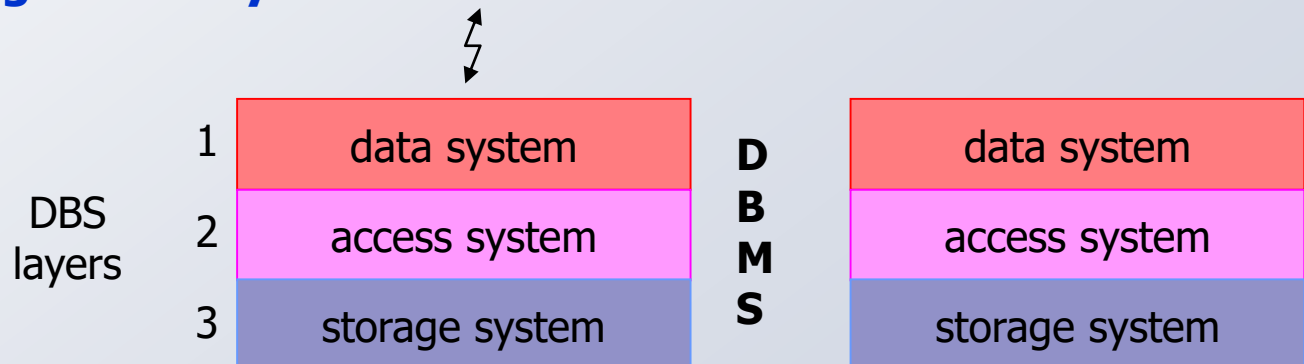 1 data system D data system
DBS layers 2 access system B M access system
3 storage system S storage system